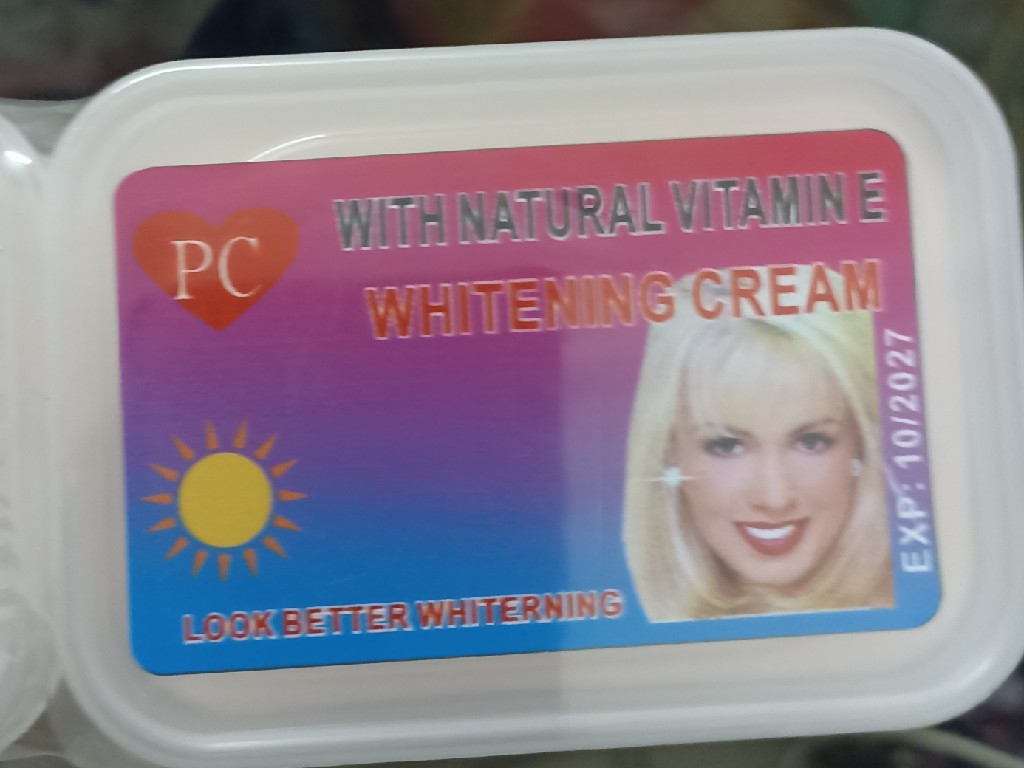 PC
WITH NATURAL VITAMIN E
WHITENING CREAM
EXP: 10/2027
LOOK BETTER WHITERNING